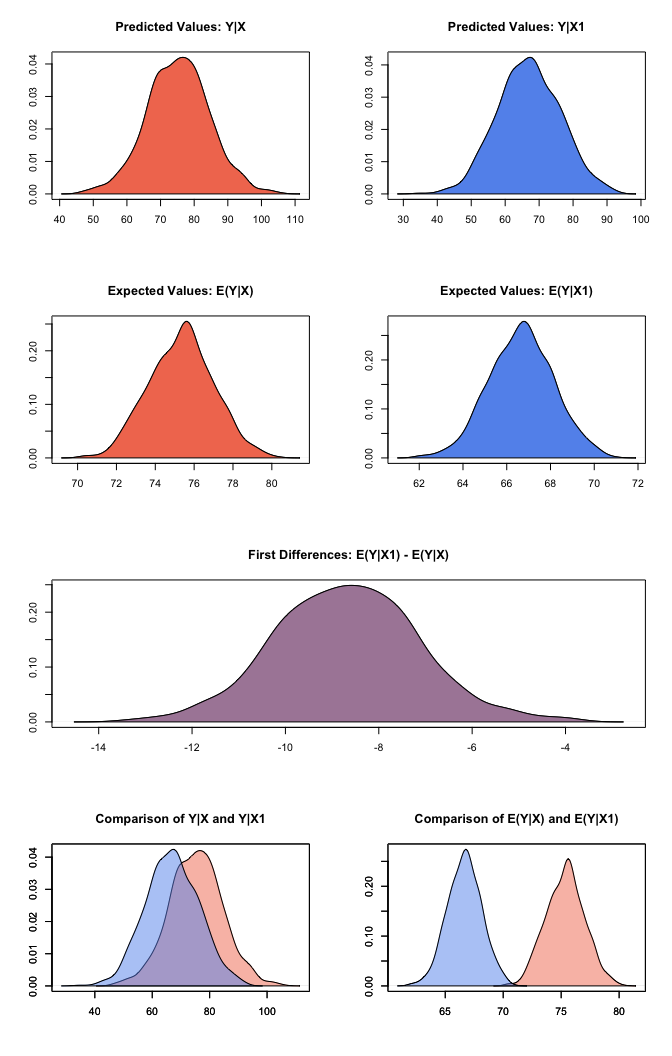 Predicted Values: Y|X
0.00 0.01 0.02 0.03 0.04
40 50 60 70 80 90 100 110
Predicted Values: Y|X1
0.00 0.01 0.02 0.03 0.04
30 40 50 60 70 80 90 100
Expected Values: E(Y|X)
0.00 0.10 0.20
70 72 74 76 78 80
Expected Values: E(Y|X1)
0.00 0.10 0.20
62 64 66 68 70 72
First Differences: E(Y|X1) - E(Y|X)
0.00 0.10 0.20
-14 -12 -10 -8 -6 -4
Comparison of Y|X and Y|X1
0.00 0.01 0.02 0.03 0.04
40 60 80 100
Comparison of E(Y|X) and E(Y|X1)
0.00 0.10 0.20
65 70 75 80